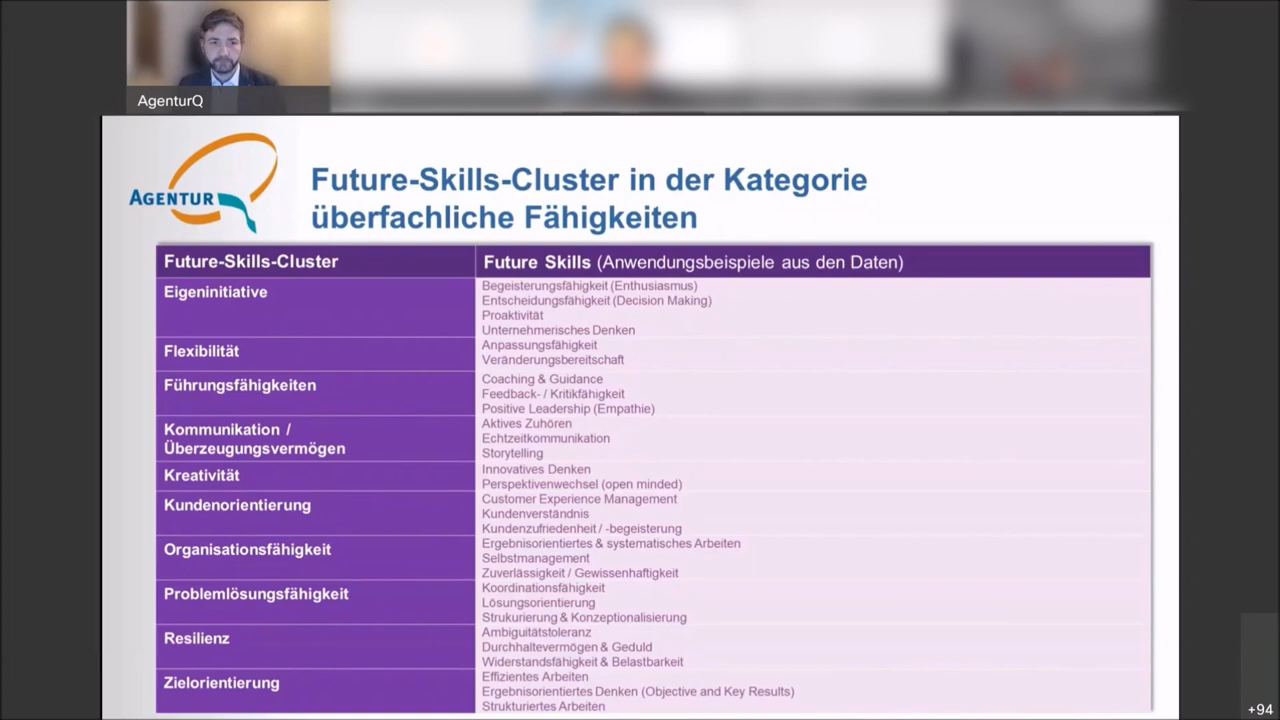 AgenturQ
AGENTUR Q
Future-Skills-Cluster in der Kategorie
überfachliche Fähigkeiten
Future-Skills-Cluster
Future Skills (Anwendungsbeispiele aus den Daten)
Eigeninitiative
Begeisterungsfähigkeit (Enthusiasmus)
Entscheidungsfähigkeit (Decision Making)
Proaktivität
Unternehmerisches Denken
Flexibilität
Anpassungsfähigkeit
Veränderungsbereitschaft
Führungsfähigkeiten
Coaching & Guidance
Feedback- / Kritikfähigkeit
Positive Leadership (Empathie)
Kommunikation /
Überzeugungsvermögen
Aktives Zuhören
Echtzeitkommunikation
Storytelling
Kreativität
Innovatives Denken
Perspektivenwechsel (open minded)
Kundenorientierung
Customer Experience Management
Kundenverständnis
Kundenzufriedenheit / -begeisterung
Organisationsfähigkeit
Ergebnisorientiertes & systematisches Arbeiten
Selbstmanagement
Zuverlässigkeit / Gewissenhaftigkeit
Problemlösungsfähigkeit
Koordinationsfähigkeit
Lösungsorientierung
Strukurierung & Konzeptionalisierung
Resilienz
Ambiguitätstoleranz
Durchhaltevermögen & Geduld
Widerstandsfähigkeit & Belastbarkeit
Zielorientierung
Effizientes Arbeiten
Ergebnisorientiertes Denken (Objective and Key Results)
Strukturiertes Arbeiten
+94